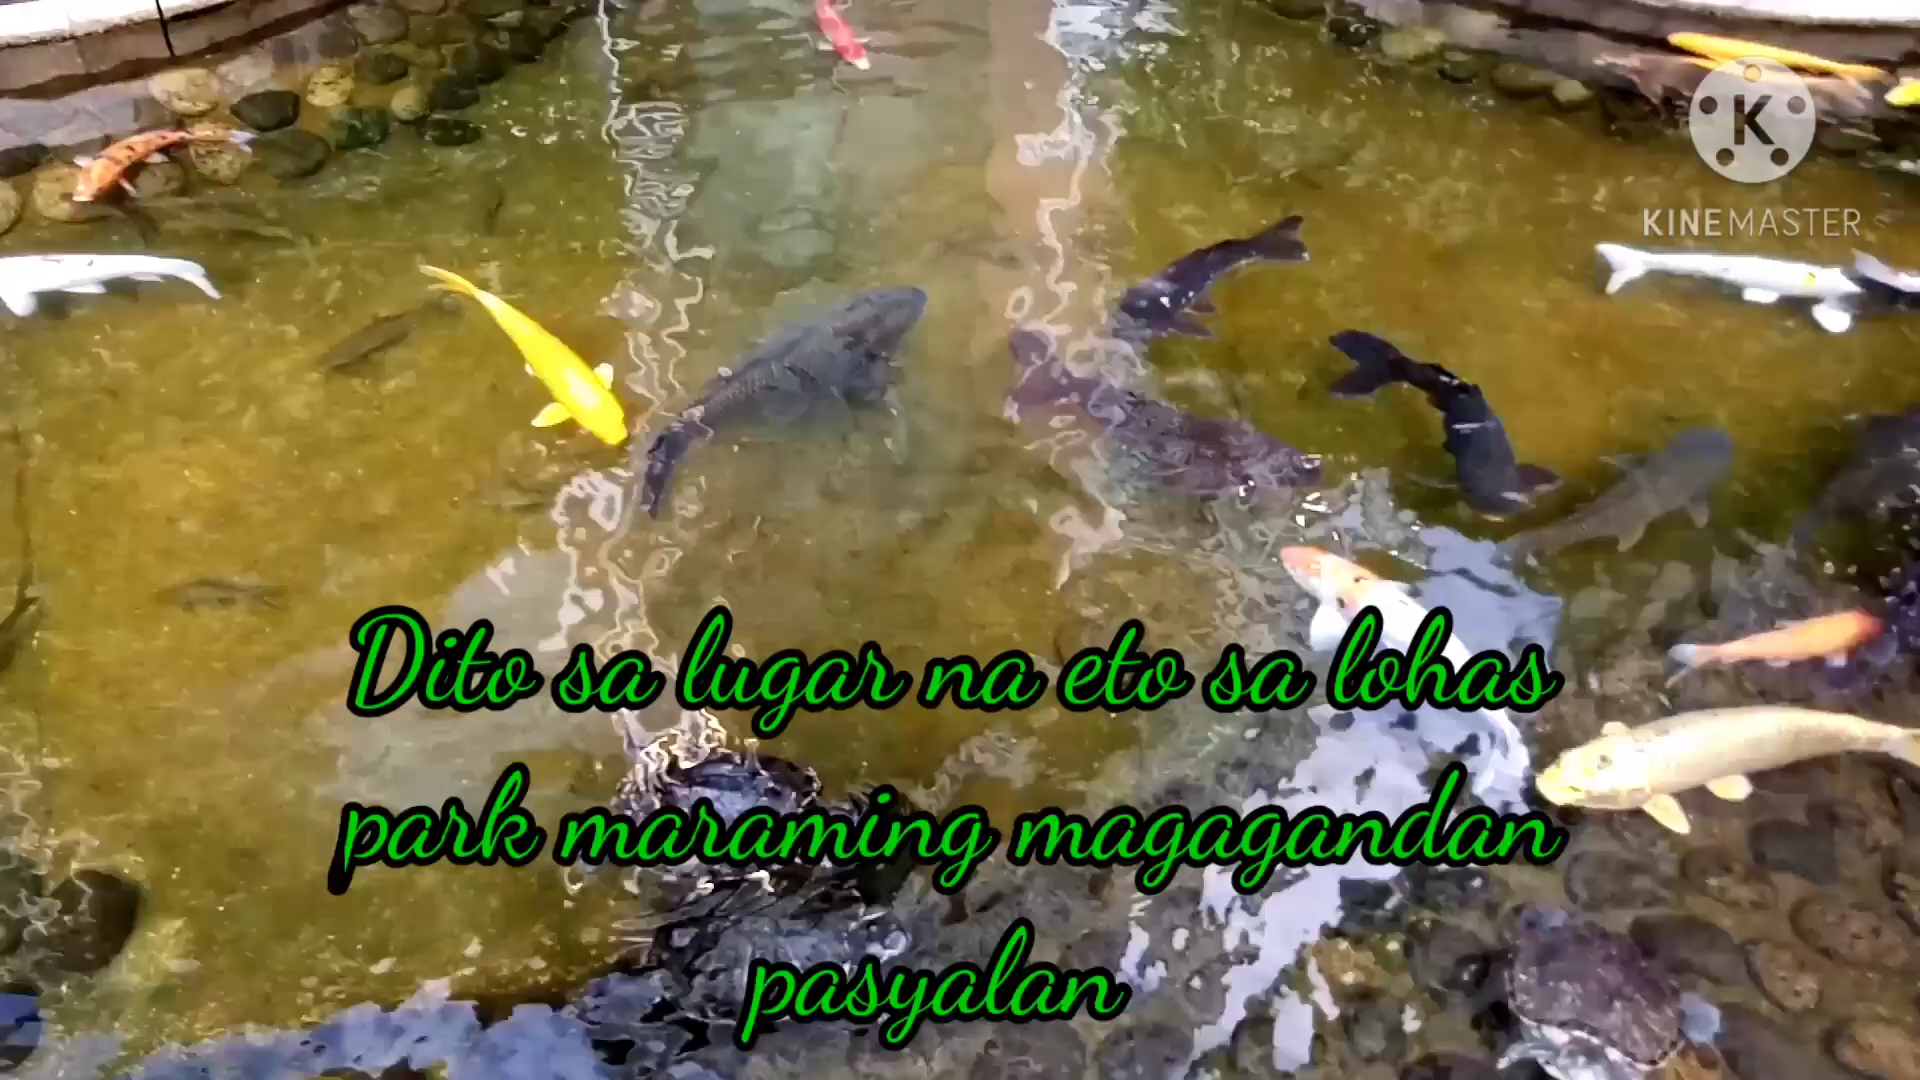 K
KINEMASTER
Dito sa lugar na eto sa lohas
park maraming magagandan
pasyalan